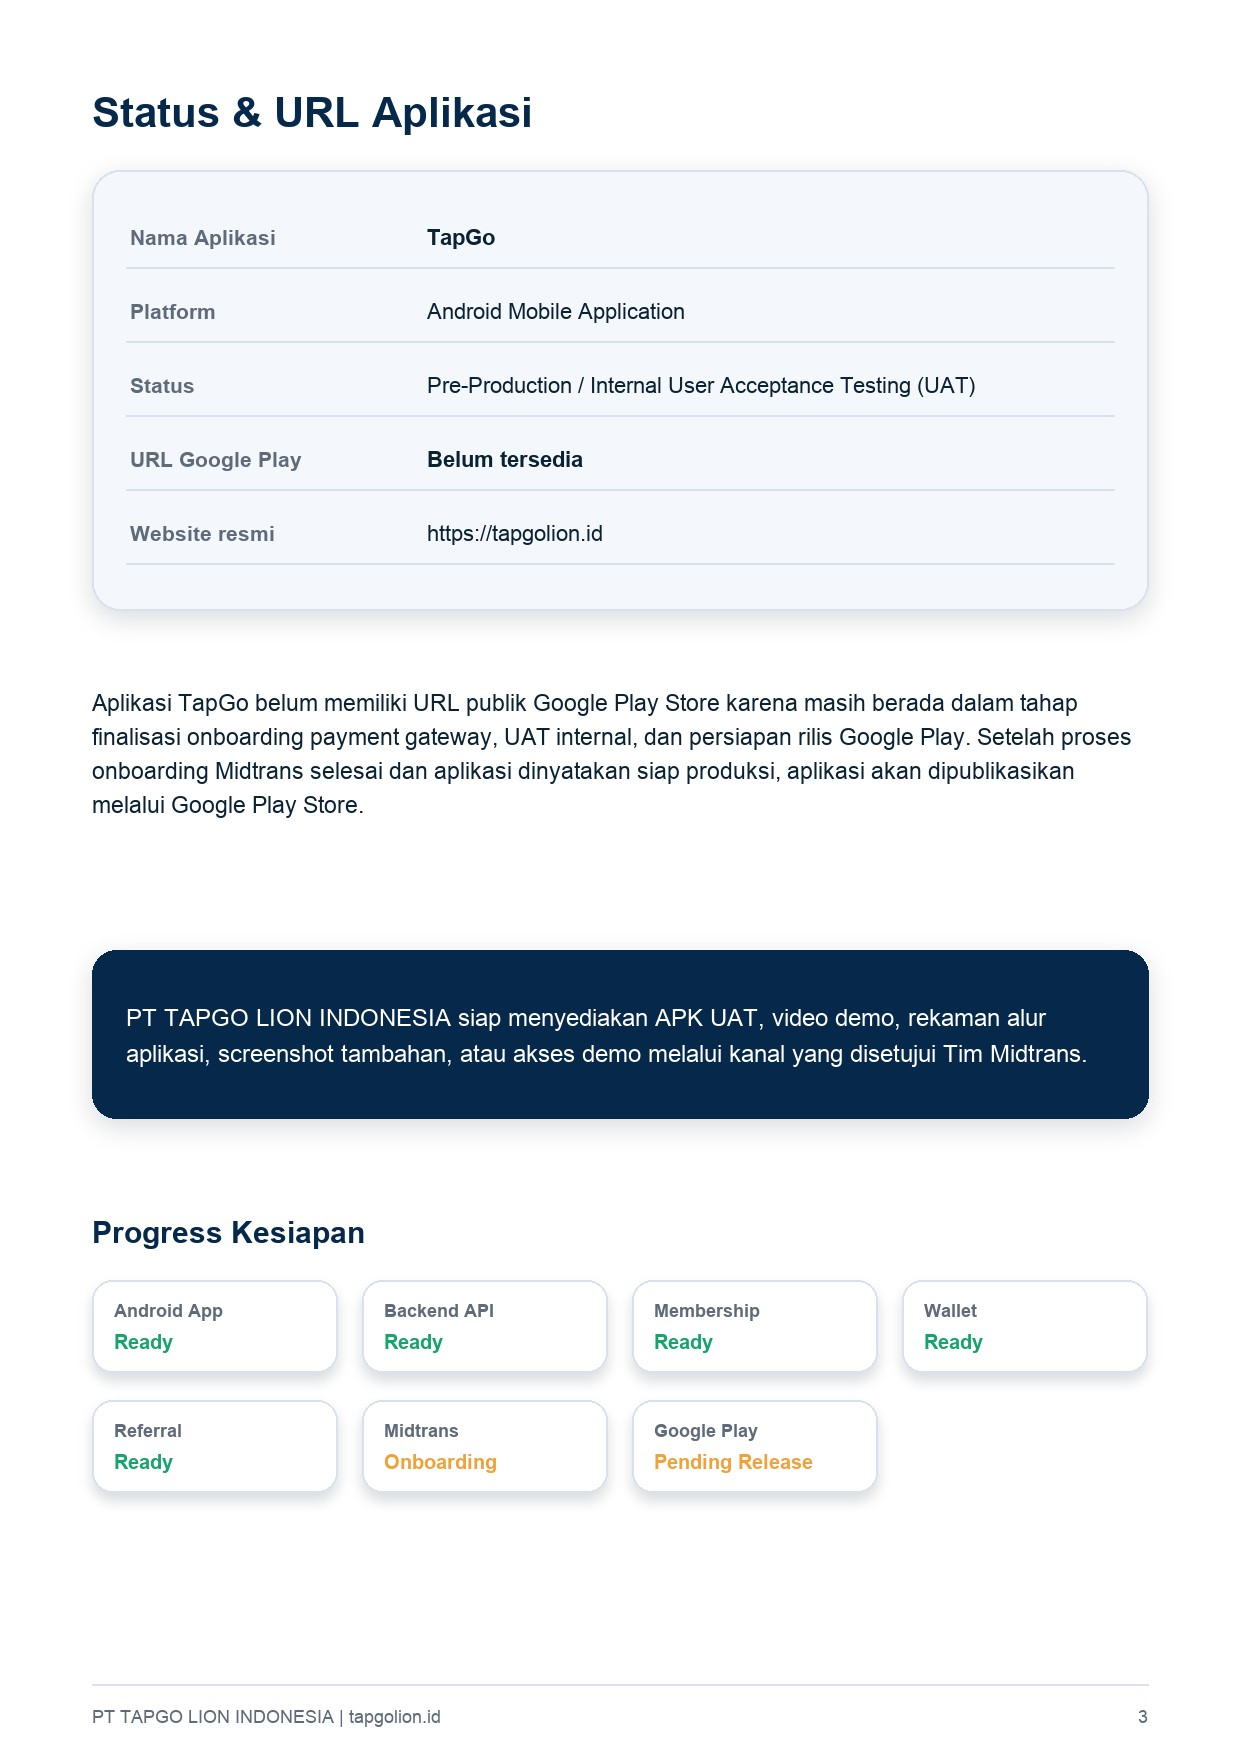 Status & URL Aplikasi
Nama Aplikasi TapGo
Platform Android Mobile Application
Status Pre-Production / Internal User Acceptance Testing (UAT)
URL Google Play Belum tersedia
Website resmi https://tapgolion.id
Aplikasi TapGo belum memiliki URL publik Google Play Store karena masih berada dalam tahap
finalisasi onboarding payment gateway, UAT internal, dan persiapan rilis Google Play. Setelah proses
onboarding Midtrans selesai dan aplikasi dinyatakan siap produksi, aplikasi akan dipublikasikan
melalui Google Play Store.
PT TAPGO LION INDONESIA siap menyediakan APK UAT, video demo, rekaman alur
aplikasi, screenshot tambahan, atau akses demo melalui kanal yang disetujui Tim Midtrans.
Progress Kesiapan
Android App
Ready
Backend API
Ready
Membership
Ready
Wallet
Ready
Referral
Ready
Midtrans
Onboarding
Google Play
Pending Release
PT TAPGO LION INDONESIA | tapgolion.id 3